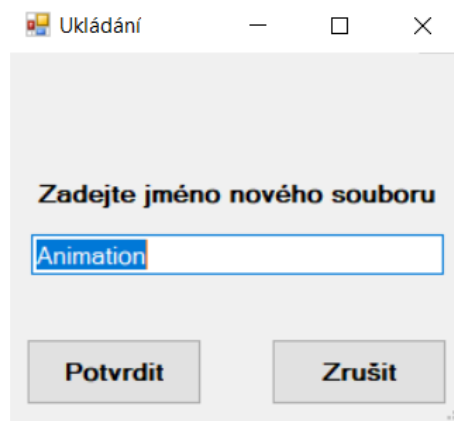 Ukládání
Zadejte jméno nového souboru
Animation
Potvrdit Zrušit